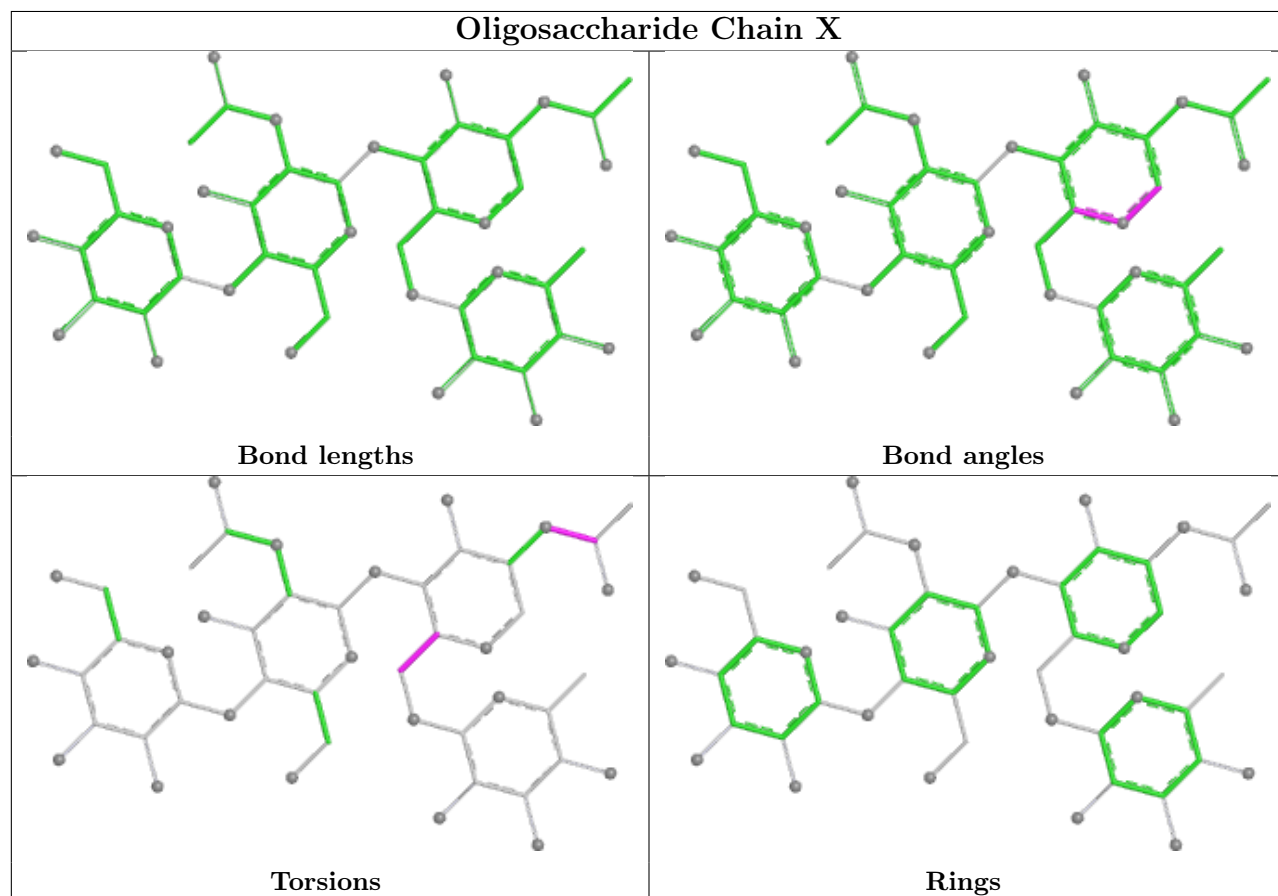 Oligosaccharide Chain X
Bond lengths
Bond angles
Torsions
Rings